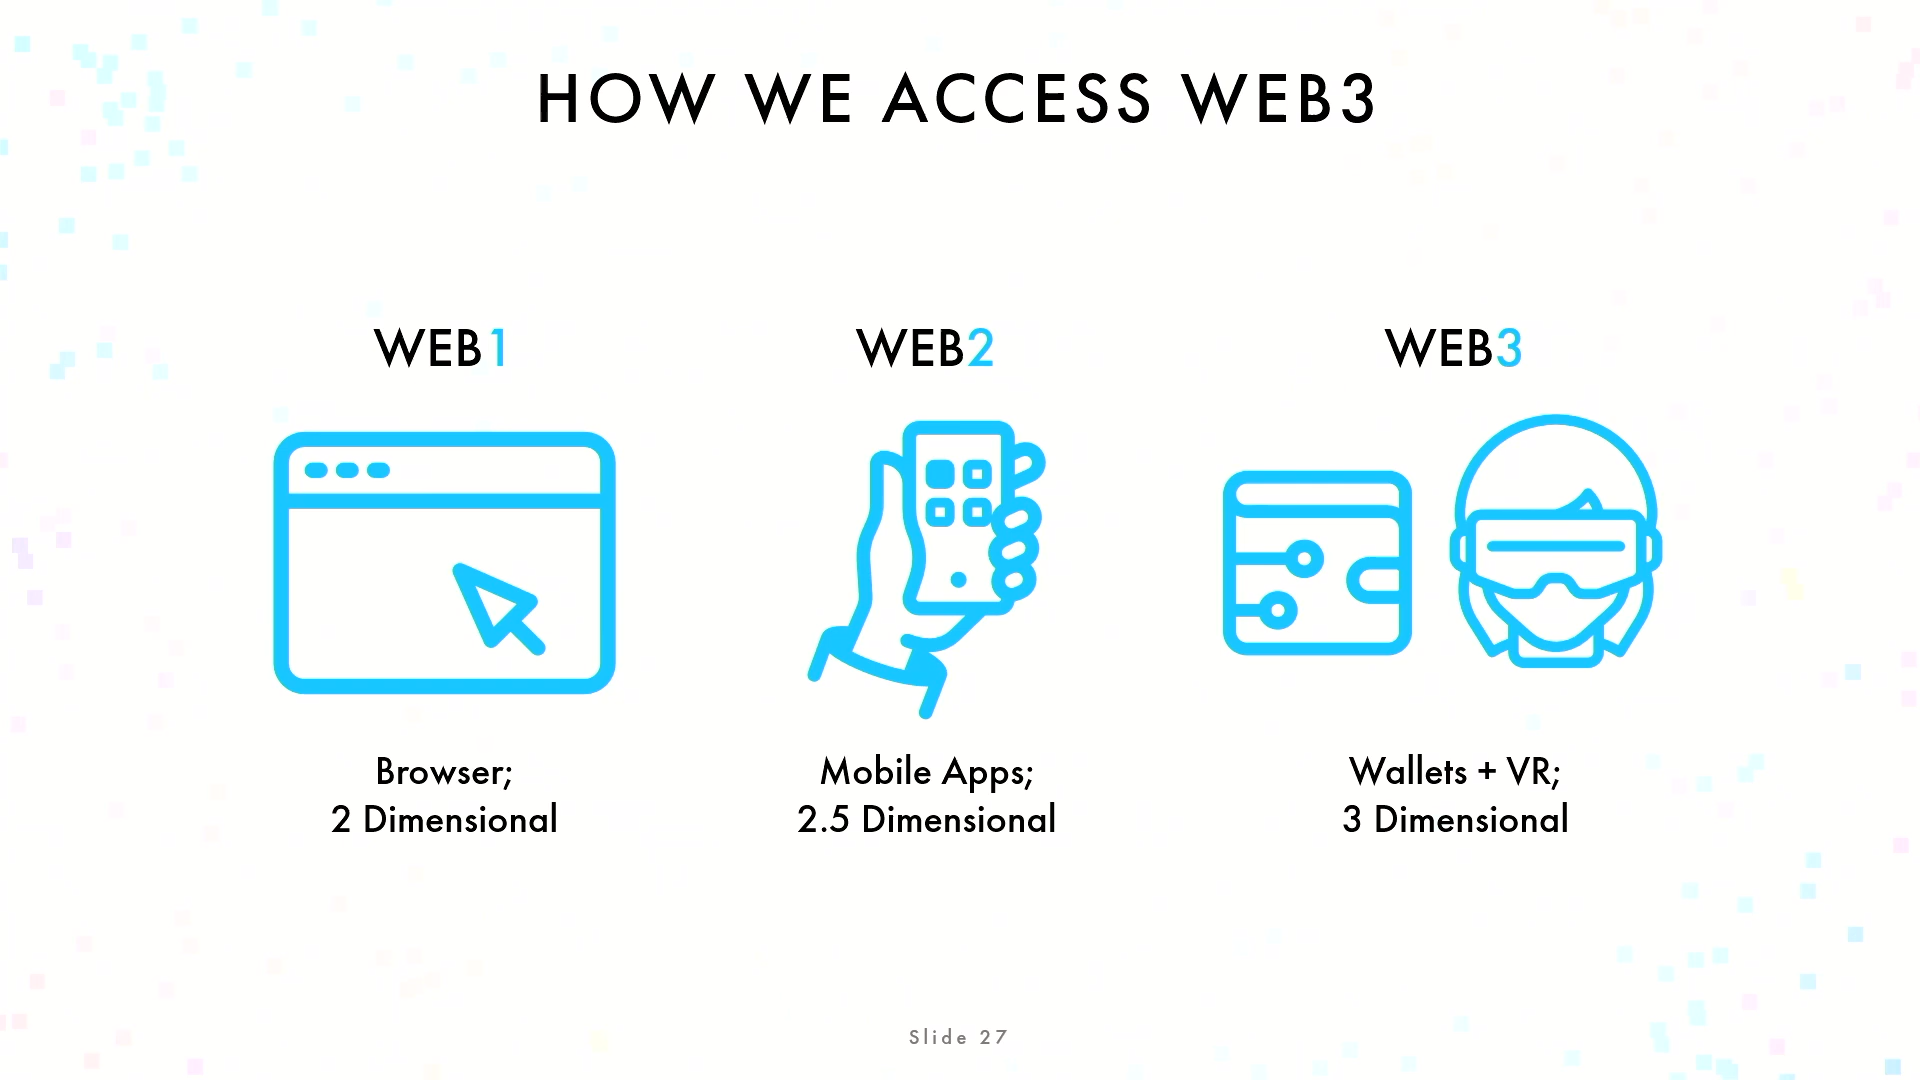 HOW WE ACCESS WEB3
WEB1
WEB2
WEB3
Browser;
2 Dimensional
Mobile Apps;
2.5 Dimensional
Wallets + VR;
3 Dimensional
Slide 27